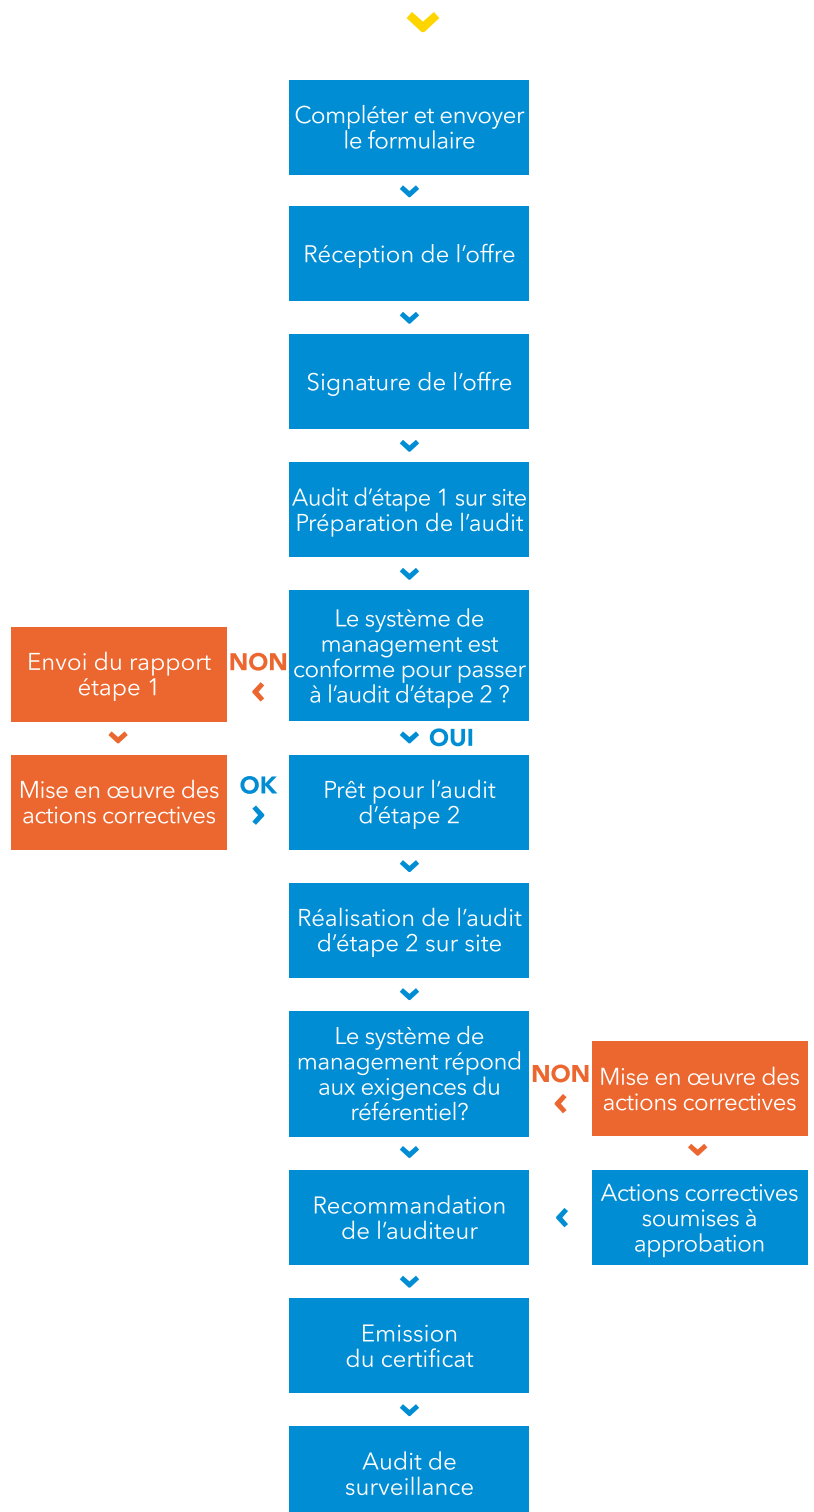 Compléter et envoyer
le formulaire
Réception de l’offre
Signature de l’offre
Audit d’étape 1 sur site
Préparation de l’audit
Le système de
management est
conforme pour passer
à l’audit d’étape 2 ?
NON
Envoi du rapport
étape 1
OUI
Mise en œuvre des
actions correctives
OK
Prêt pour l’audit
d’étape 2
Réalisation de l’audit
d’étape 2 sur site
Le système de
management répond
aux exigences du
référentiel?
NON
Mise en œuvre des
actions correctives
Actions correctives
soumises à
approbation
Recommandation
de l’auditeur
Emission
du certificat
Audit de
surveillance